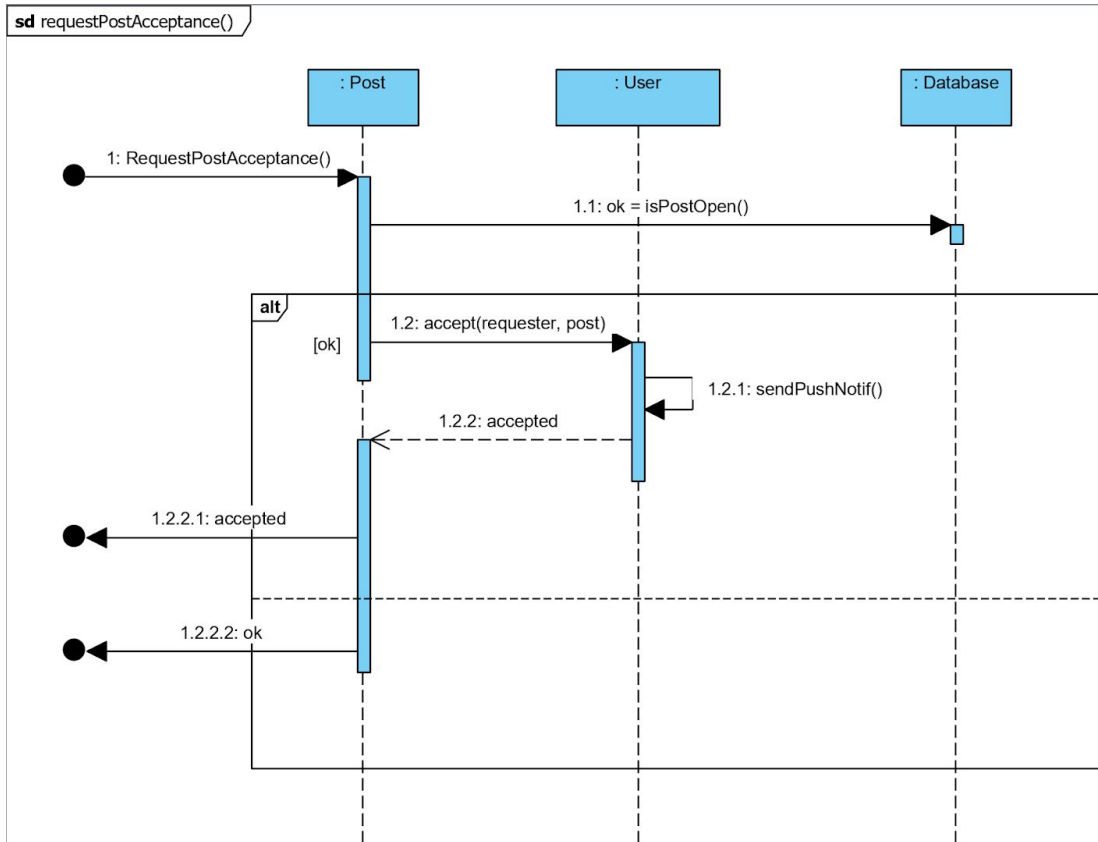 sd requestPostAcceptance()
: Post
: User
: Database
1: RequestPostAcceptance()
1.1: ok = isPostOpen()
alt
[ok]
1.2: accept(requester, post)
1.2.1: sendPushNotif()
1.2.2: accepted
1.2.2.1: accepted
1.2.2.2: ok